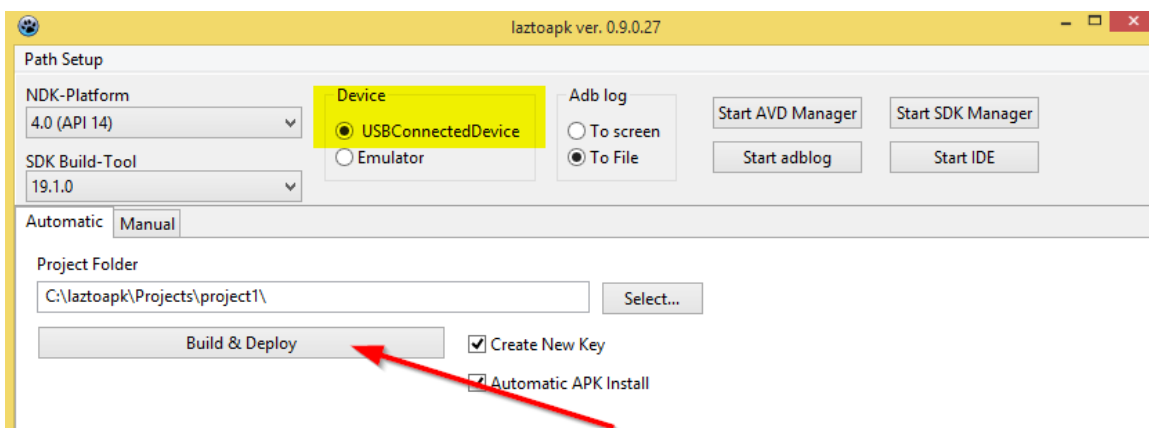 laztoapk ver. 0.9.0.27
Path Setup
NDK-Platform
4.0 (API 14)
SDK Build-Tool
19.1.0
Device
USBConnectedDevice
Emulator
Adb log
To screen
To File
Start AVD Manager
Start SDK Manager
Start adblog
Start IDE
Automatic
Manual
Project Folder
C:\laztoapk\Projects\project1\
Select...
Build & Deploy
Create New Key
Automatic APK Install